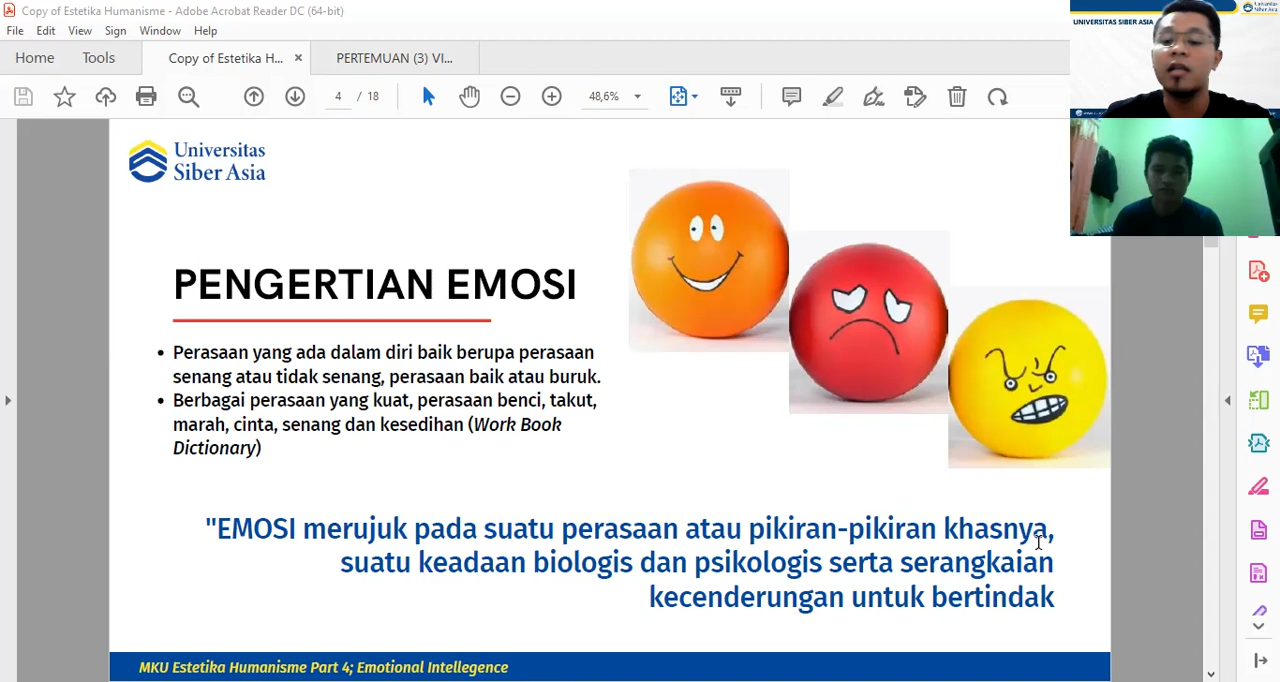 Copy of Estetika Humanisme - Adobe Acrobat Reader DC (64-bit)
File Edit View Sign Window Help
Home Tools Copy of Estetika H... × PERTEMUAN (3) VI...
4 / 18 48,6%
UNIVERSITAS SIBER ASIA
Universitas
Siber Asia
PENGERTIAN EMOSI
• Perasaan yang ada dalam diri baik berupa perasaan
senang atau tidak senang, perasaan baik atau buruk.
• Berbagai perasaan yang kuat, perasaan benci, takut,
marah, cinta, senang dan kesedihan (Work Book
Dictionary)
"EMOSI merujuk pada suatu perasaan atau pikiran-pikiran khasnya,
suatu keadaan biologis dan psikologis serta serangkaian
kecenderungan untuk bertindak
MKU Estetika Humanisme Part 4; Emotional Intellegence